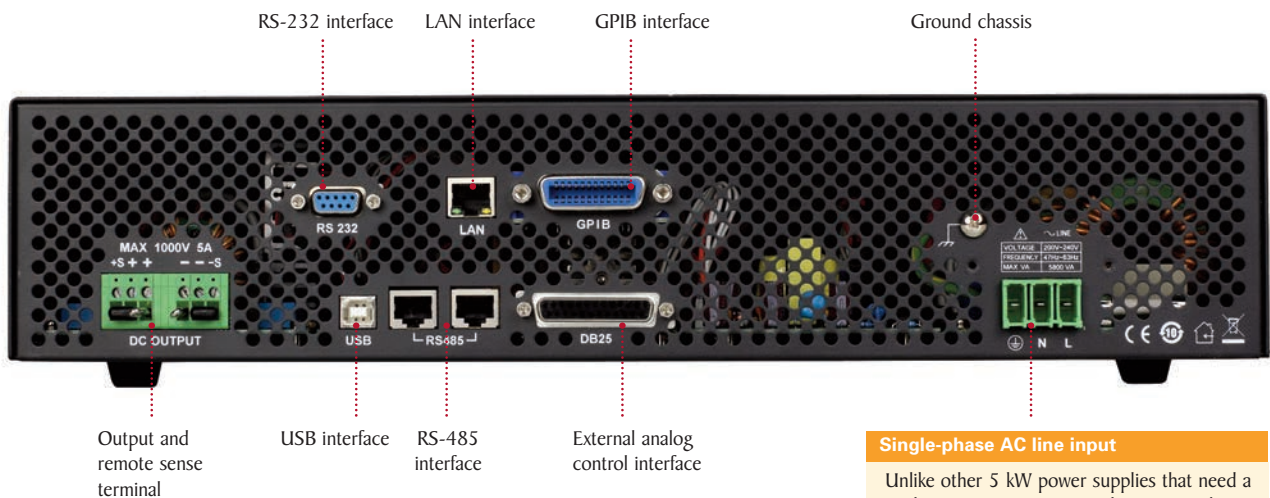 RS-232 interface
LAN interface
GPIB interface
Ground chassis
RS 232
LAN
GPIB
LINE
VOLTAGE 200V~240V
FREQUENCY 47Hz~63Hz
MAX VA 5800 VA
MAX 1000V 5A
+S + + – – -S
DC OUTPUT
USB
RS485
DB25
N L
CE
10
Output and
remote sense
terminal
USB interface
RS-485
interface
External analog
control interface
Single-phase AC line input
Unlike other 5 kW power supplies that need a